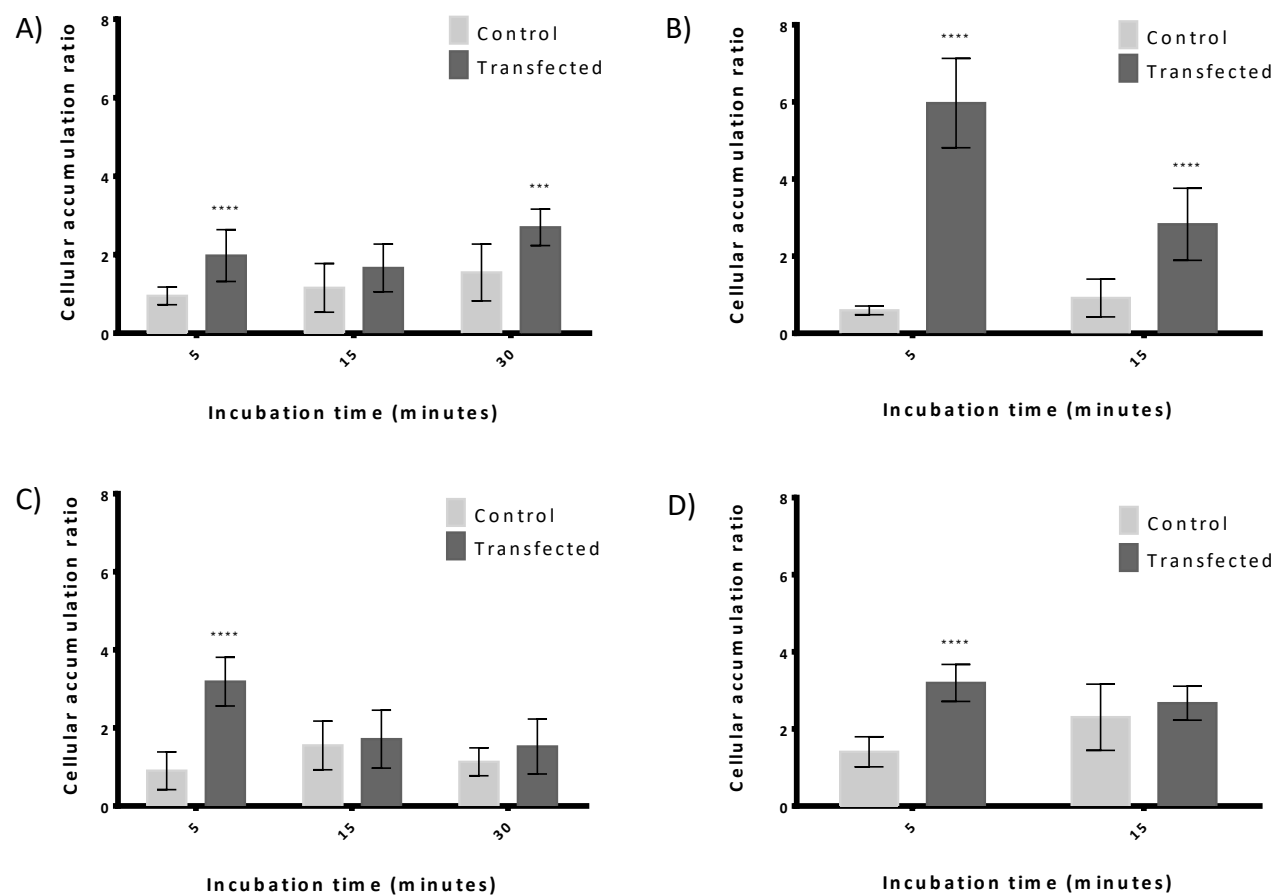 A)
Cellular accumulation ratio
8
6
4
2
0
Control
Transfected
****
***
5
15
30
Incubation time (minutes)
B)
Cellular accumulation ratio
8
6
4
2
0
Control
Transfected
****
****
5
15
Incubation time (minutes)
C)
Cellular accumulation ratio
8
6
4
2
0
Control
Transfected
****
5
15
30
Incubation time (minutes)
D)
Cellular accumulation ratio
8
6
4
2
0
Control
Transfected
****
5
15
Incubation time (minutes)